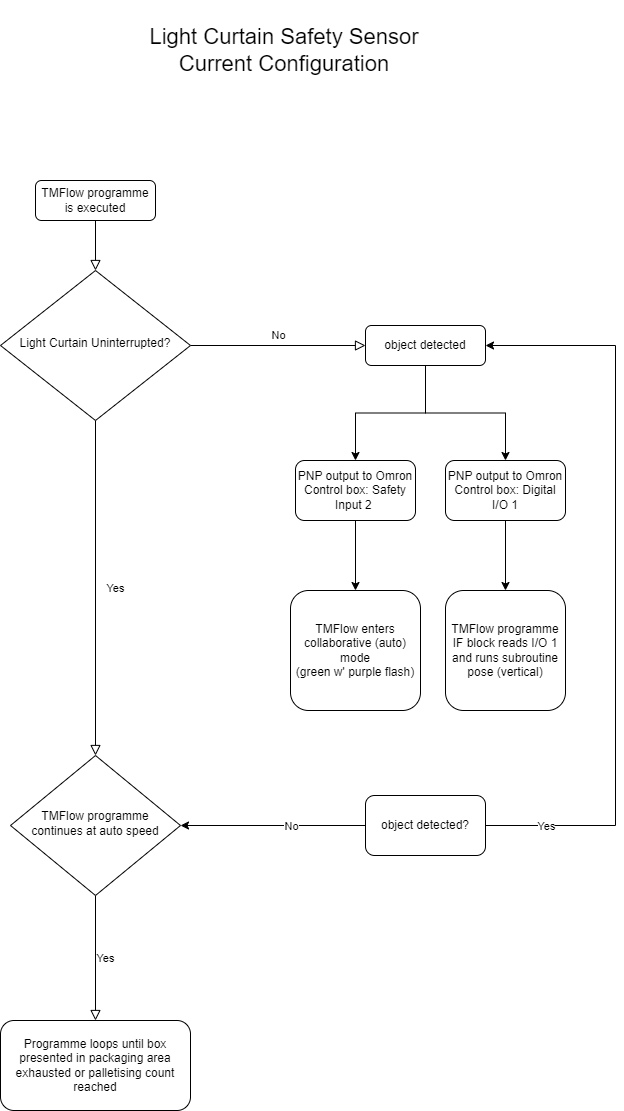 Light Curtain Safety Sensor
Current Configuration
TMFlow programme
is executed
Light Curtain Uninterrupted?
No
object detected
PNP output to Omron
Control box: Safety
Input 2
PNP output to Omron
Control box: Digital
I/O 1
Yes
TMFlow enters
collaborative (auto)
mode
(green w' purple flash)
TMFlow programme
IF block reads I/O 1
and runs subroutine
pose (vertical)
TMFlow programme
continues at auto speed
No
object detected?
Yes
Yes
Programme loops until box
presented in packaging area
exhausted or palletising count
reached